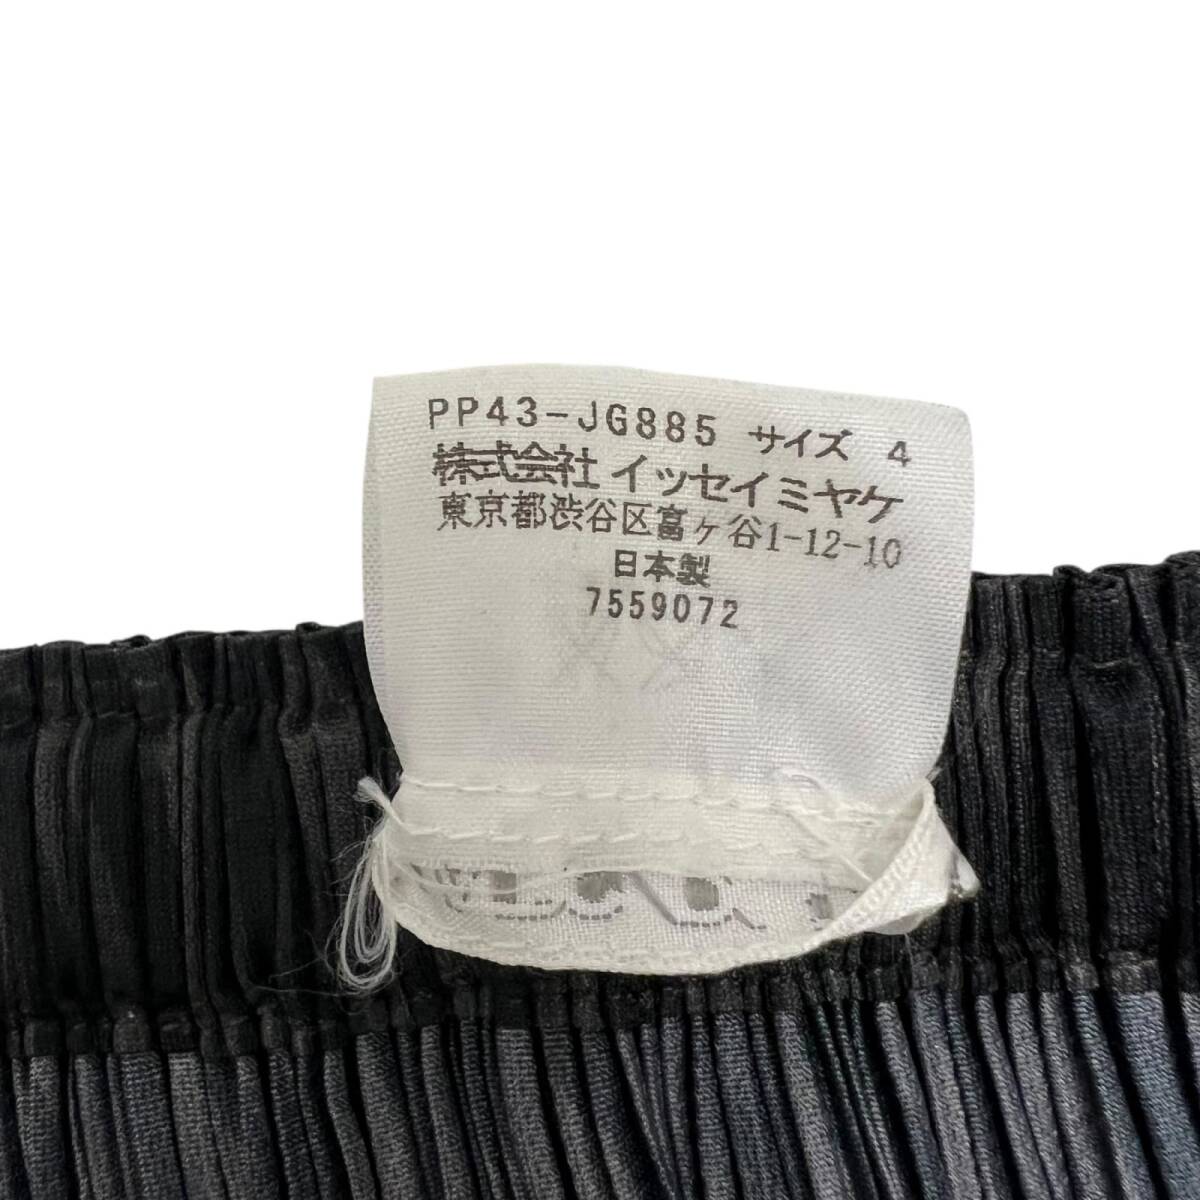 PP43-JG885 サイズ 4
株式会社イッセイミヤケ
東京都渋谷区富ヶ谷1-12-10
日本製
7559072